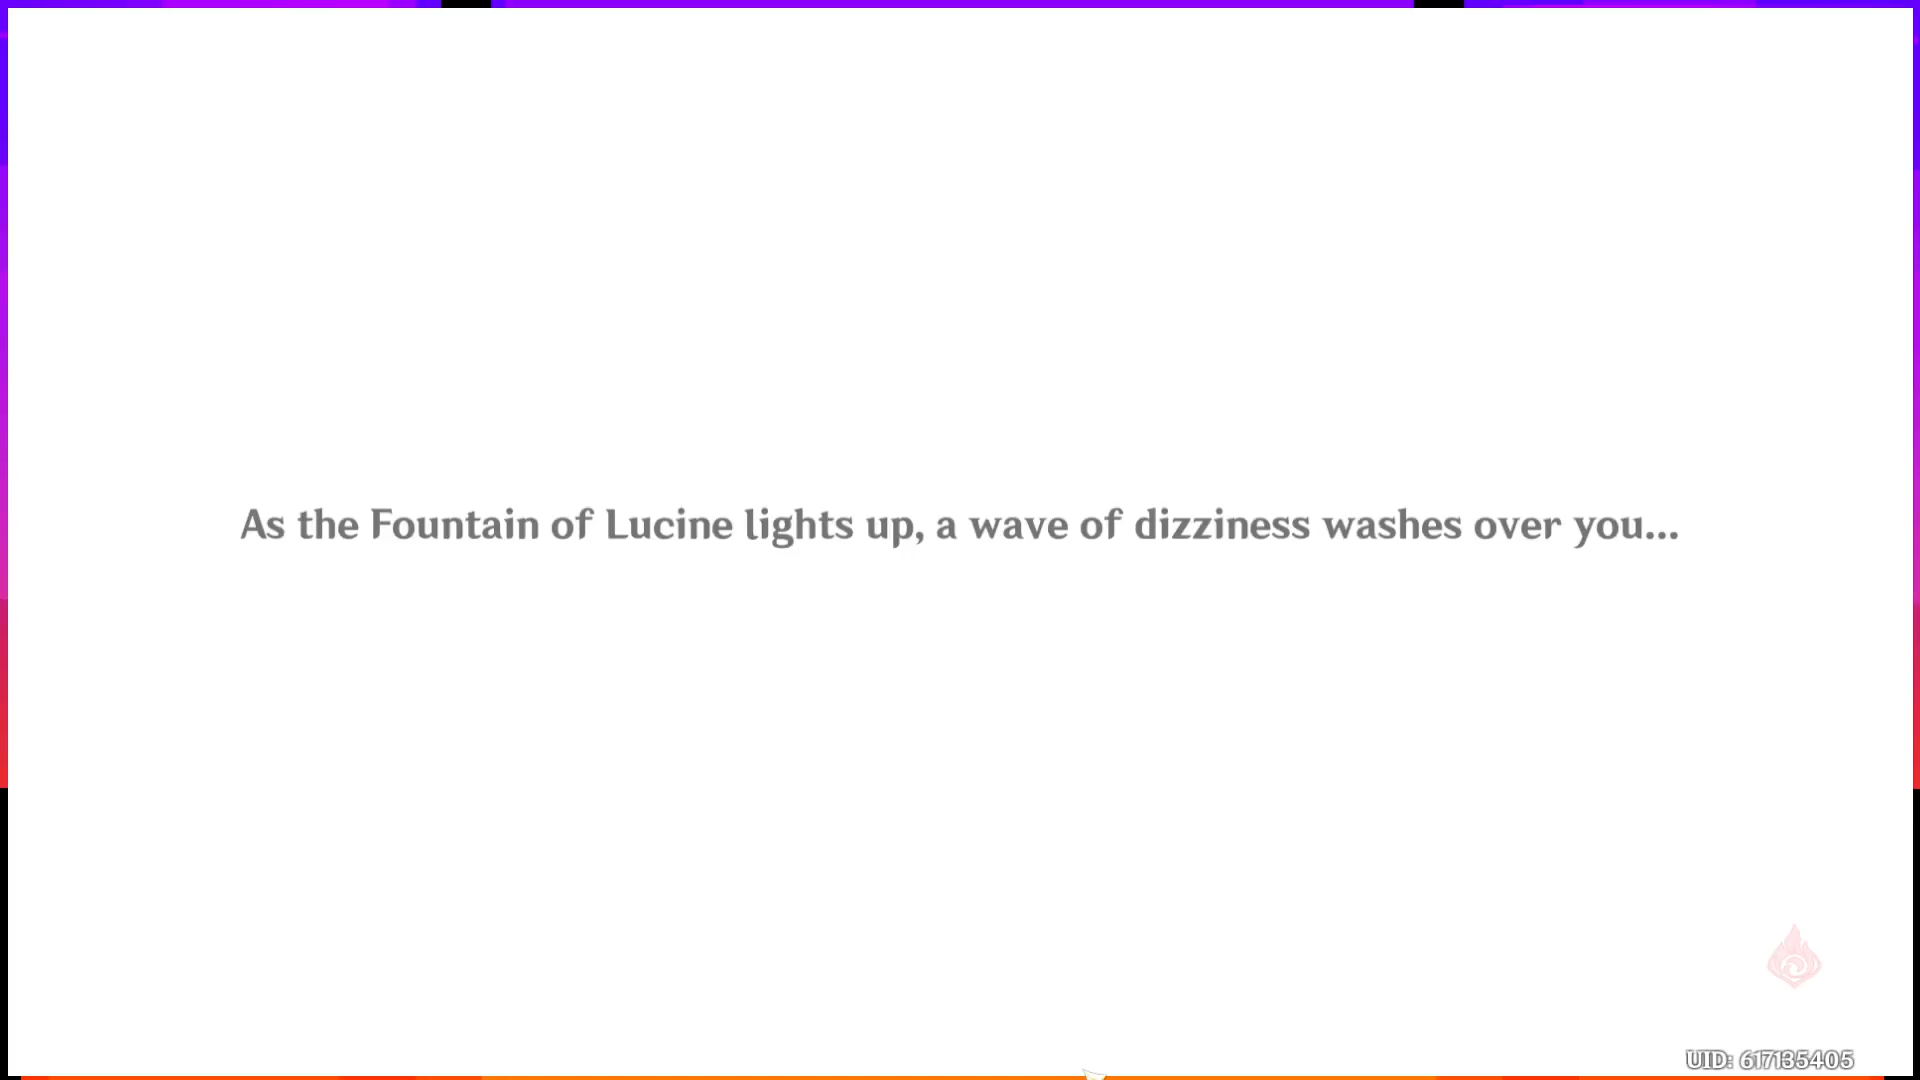 As the Fountain of Lucine lights up, a wave of dizziness washes over you...
UID: 617135405